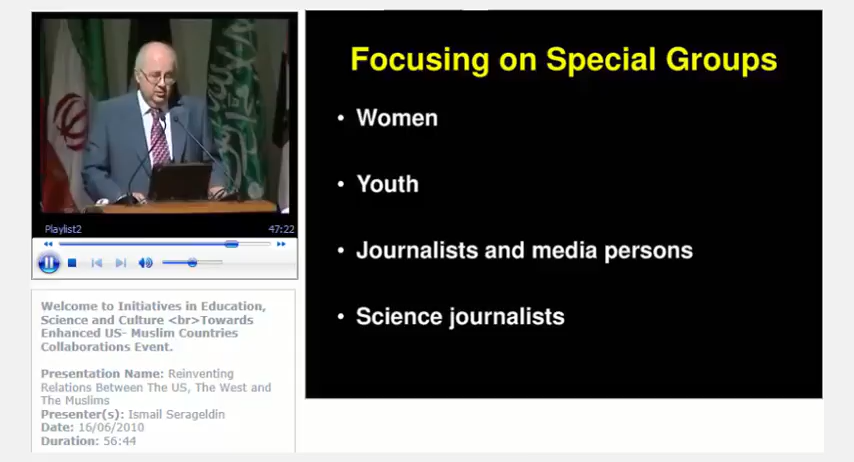 Playlist2 47:22
Welcome to Initiatives in Education,
Science and Culture <br>Towards
Enhanced US- Muslim Countries
Collaborations Event.
Presentation Name: Reinventing
Relations Between The US, The West and
The Muslims
Presenter(s): Ismail Serageldin
Date: 16/06/2010
Duration: 56:44
Focusing on Special Groups
• Women
• Youth
• Journalists and media persons
• Science journalists